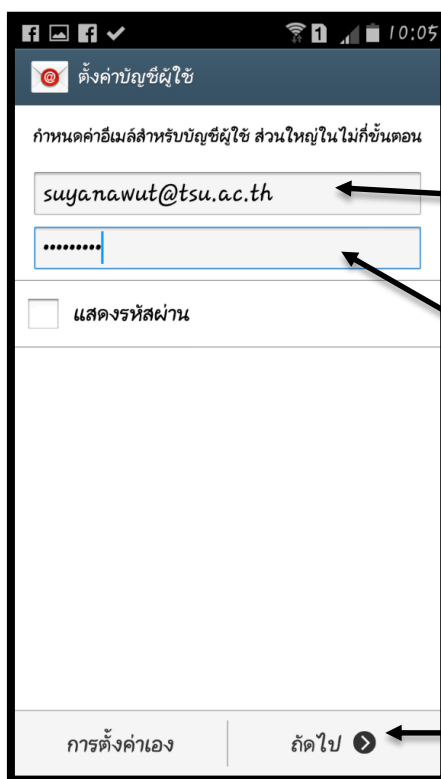 1 10:05
ตั้งค่าบัญชีผู้ใช้
กำหนดค่าอีเมล์สำหรับบัญชีผู้ใช้ ส่วนใหญ่ในไม่กี่ขั้นตอน
suyanawut@tsu.ac.th
•••••••••
แสดงรหัสผ่าน
การตั้งค่าเอง ถัดไป